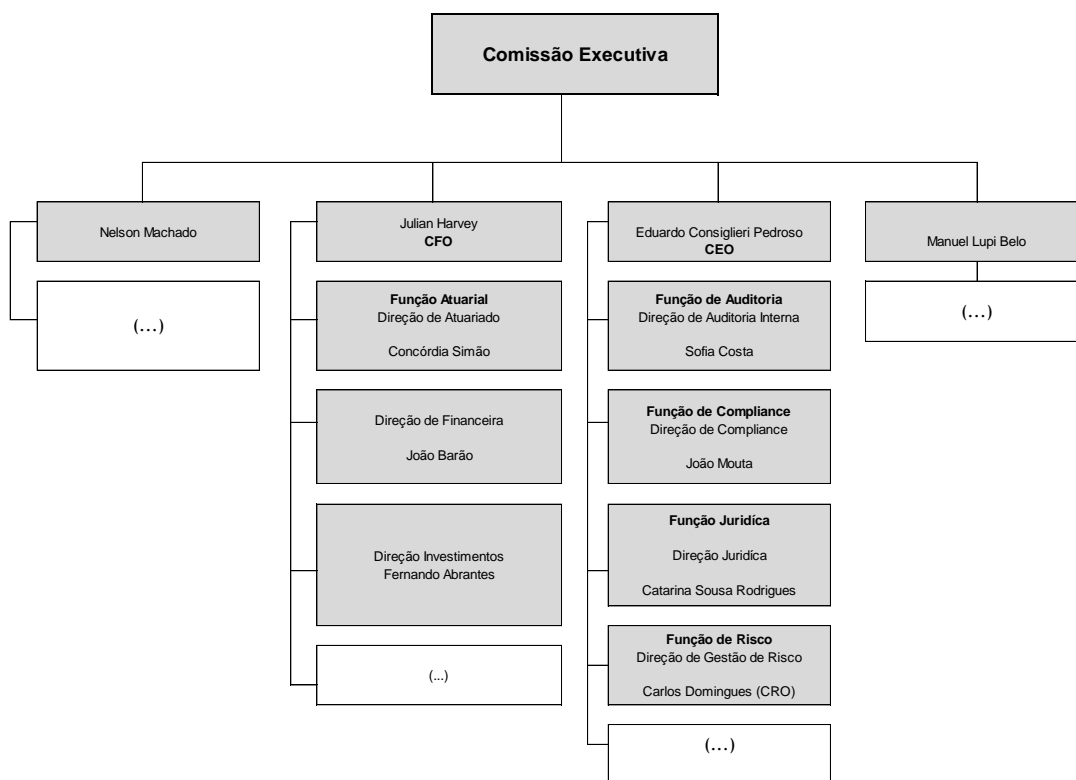 Comissão Executiva
Nelson Machado
(...)
Julian Harvey
CFO
Função Atuarial
Direção de Atuariado
Concórdia Simão
Direção de Financeira
João Barão
Direção Investimentos
Fernando Abrantes
(...)
Eduardo Consiglieri Pedroso
CEO
Função de Auditoria
Direção de Auditoria Interna
Sofia Costa
Função de Compliance
Direção de Compliance
João Mouta
Função Juridíca
Direção Juridíca
Catarina Sousa Rodrigues
Função de Risco
Direção de Gestão de Risco
Carlos Domingues (CRO)
(...)
Manuel Lupi Belo
(...)